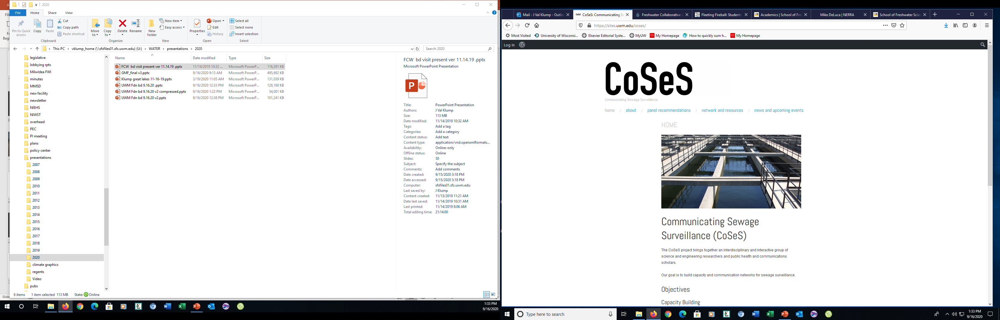 2020
File Home Share View
Pin to Quick access
Copy
Paste
Cut
Copy path
Paste shortcut
Clipboard
Move to
Copy to
Delete
Rename
Organize
New folder
New item
Easy access
New
Properties
Open
Edit
History
Open
Select all
Select none
Invert selection
Select
This PC > vklump_home (\\sfsfiles01.sfs.uwm.edu) (U:) > WATER > presentations > 2020
Search 2020
legislative
lobbying rpts
MilwIdea FWI
minutes
MMSD
new facility
newsletter
NIEHS
NIWST
overhead
PEC
PI meeting
plans
policy center
presentations
2007
2008
2009
2010
2011
2012
2013
2014
2015
2016
2017
2018
2019
2020
climate graphics
regents
Video
pubs
Name Date modified Type Size
FCW bd visit present ver 11.14.19 .pptx 11/14/2019 10:32 ... Microsoft PowerP... 116,291 KB
GMF_final v3.pptx 9/16/2020 9:13 AM Microsoft PowerP... 495,692 KB
Klump great lakes 11-16-19.pptx 3/19/2020 11:05 AM Microsoft PowerP... 131,039 KB
UWM Fdn bd 9.16.20 .pptx 9/16/2020 12:33 PM Microsoft PowerP... 128,160 KB
UWM Fdn bd 9.16.20 v2 compressed.pptx 9/16/2020 1:22 PM Microsoft PowerP... 54,001 KB
UWM Fdn bd 9.16.20 v2.pptx 9/16/2020 12:38 PM Microsoft PowerP... 101,241 KB
FCW bd visit present ver 11.14.19 .pptx
Microsoft PowerPoint Presentation
Title: PowerPoint Presentation
Authors: J Val Klump
Size: 113 MB
Date modified: 11/14/2019 10:32 AM
Tags: Add a tag
Categories: Add a category
Content status: Add text
Content type: application/vnd.openxmlformats...
Availability: Online-only
Offline status: Online
Slides: 50
Subject: Specify the subject
Comments: Add comments
Date created: 9/15/2020 3:18 PM
Date accessed: 9/15/2020 3:18 PM
Computer: sfsfiles01.sfs.uwm.edu
Last saved by: J Klump
Content created: 11/13/2019 11:21 AM
Date last saved: 11/14/2019 10:31 AM
Last printed: 11/14/2019 8:06 AM
Total editing time: 21:14:00
6 items 1 item selected 113 MB State: Online
1:33 PM
9/16/2020
Mail - J Val Klump - Outlo
CoSeS: Communicating Se
Freshwater Collaborative o
Fleeting Fireball: Students
Academics | School of Fre
Mike DeLuca | NERRA
School of Freshwater Scien
https://sites.uwm.edu/coses/
Most Visited
University of Wisconsi...
Elsevier Editorial Syste...
MyUW
My Homepage
How to quickly sum h...
My Homepage
Log In
CoSeS
Communicating Sewage Surveillance
home / about / panel recommendations / network and resources / news and upcoming events
HOME
Communicating Sewage
Surveillance (CoSeS)
The CoSeS project brings together an interdisciplinary and interactive group of
science and engineering researchers and public health and communications
scholars.
Our goal is to build capacity and communication networks for sewage surveillance.
Objectives
Capacity Building
Type here to search
1:33 PM
9/16/2020